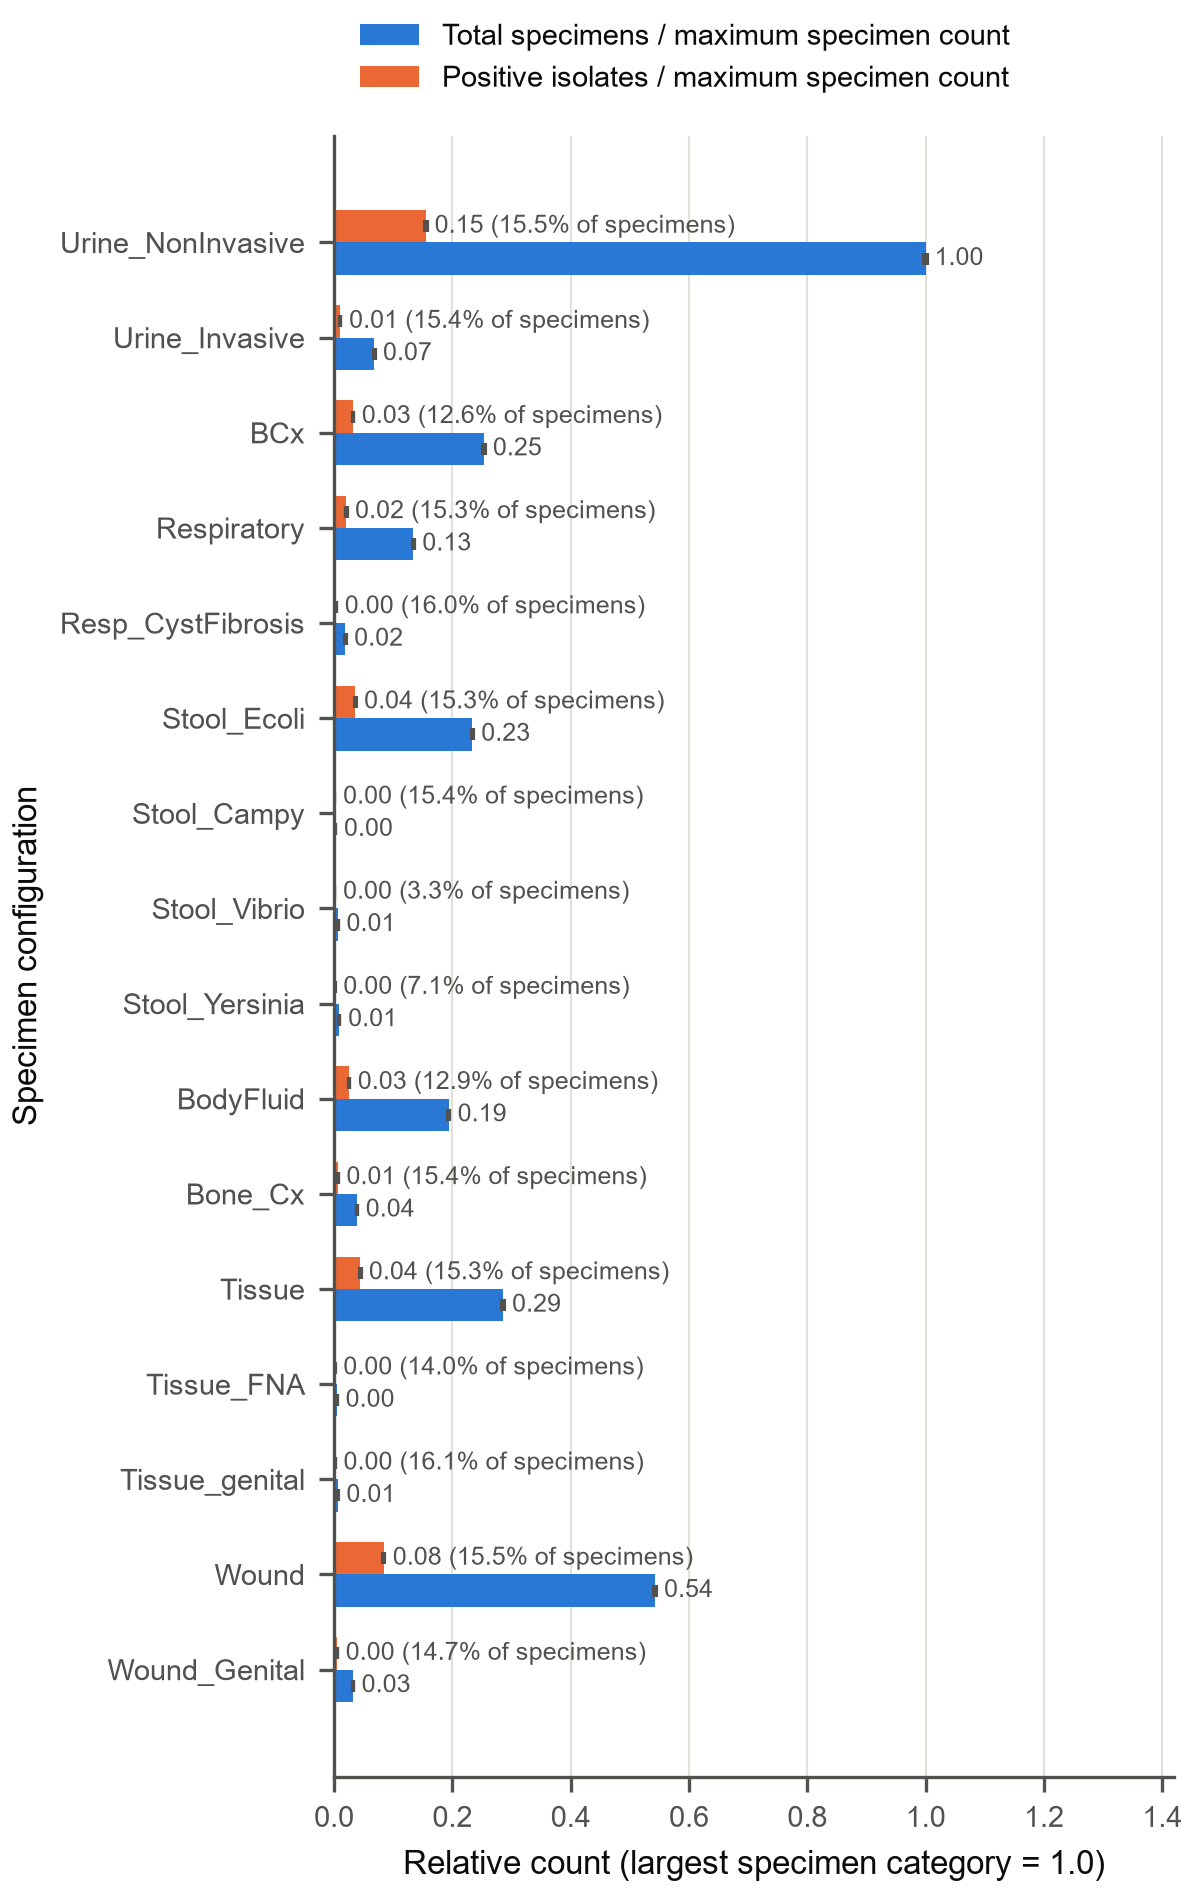 Total specimens / maximum specimen count
Positive isolates / maximum specimen count
Urine_NonInvasive
0.15 (15.5% of specimens)
1.00
Urine_Invasive
0.01 (15.4% of specimens)
0.07
BCx
0.03 (12.6% of specimens)
0.25
Respiratory
0.02 (15.3% of specimens)
0.13
Resp_CystFibrosis
0.00 (16.0% of specimens)
0.02
Stool_Ecoli
0.04 (15.3% of specimens)
0.23
Stool_Campy
0.00 (15.4% of specimens)
0.00
Stool_Vibrio
0.00 (3.3% of specimens)
0.01
Stool_Yersinia
0.00 (7.1% of specimens)
0.01
BodyFluid
0.03 (12.9% of specimens)
0.19
Bone_Cx
0.01 (15.4% of specimens)
0.04
Tissue
0.04 (15.3% of specimens)
0.29
Tissue_FNA
0.00 (14.0% of specimens)
0.00
Tissue_genital
0.00 (16.1% of specimens)
0.01
Wound
0.08 (15.5% of specimens)
0.54
Wound_Genital
0.00 (14.7% of specimens)
0.03
Specimen configuration
0.0 0.2 0.4 0.6 0.8 1.0 1.2 1.4
Relative count (largest specimen category = 1.0)